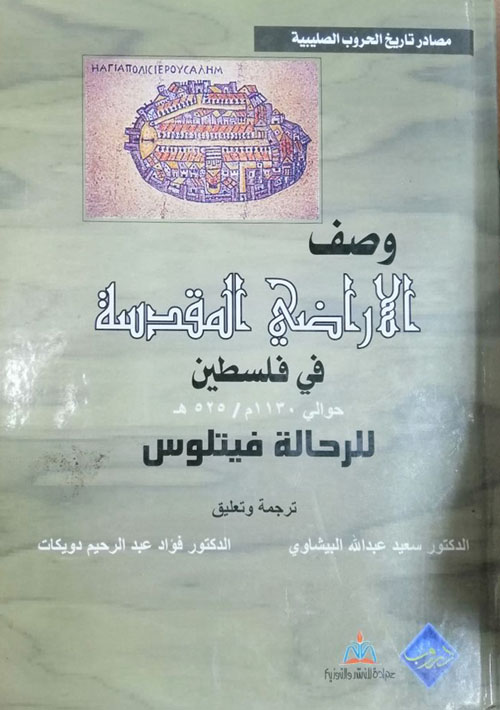 مصادر تاريخ الحروب الصليبية
ΗΑΓΙΑΠΟΛΙCΙΕΡΟΥCΑΛΗΜ
وصف
الأراضي المقدسة
في فلسطين
حوالي ١١٣٠م / ٥٢٥ هـ
للرحالة فيتلوس
ترجمة وتعليق
الدكتور سعيد عبدالله البيشاوي
الدكتور فؤاد عبد الرحيم دويكات